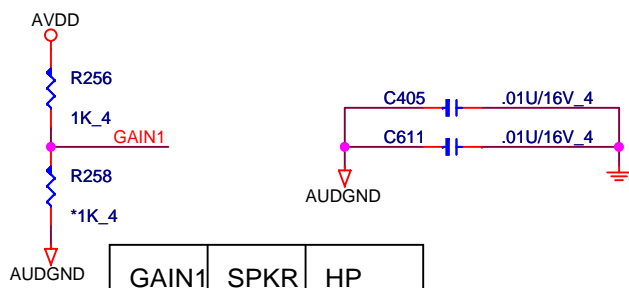 AVDD
R256
1K_4
GAIN1
R258
*1K_4
AUDGND
C405 .01U/16V_4
C611 .01U/16V_4
AUDGND
GAIN1 SPKR HP